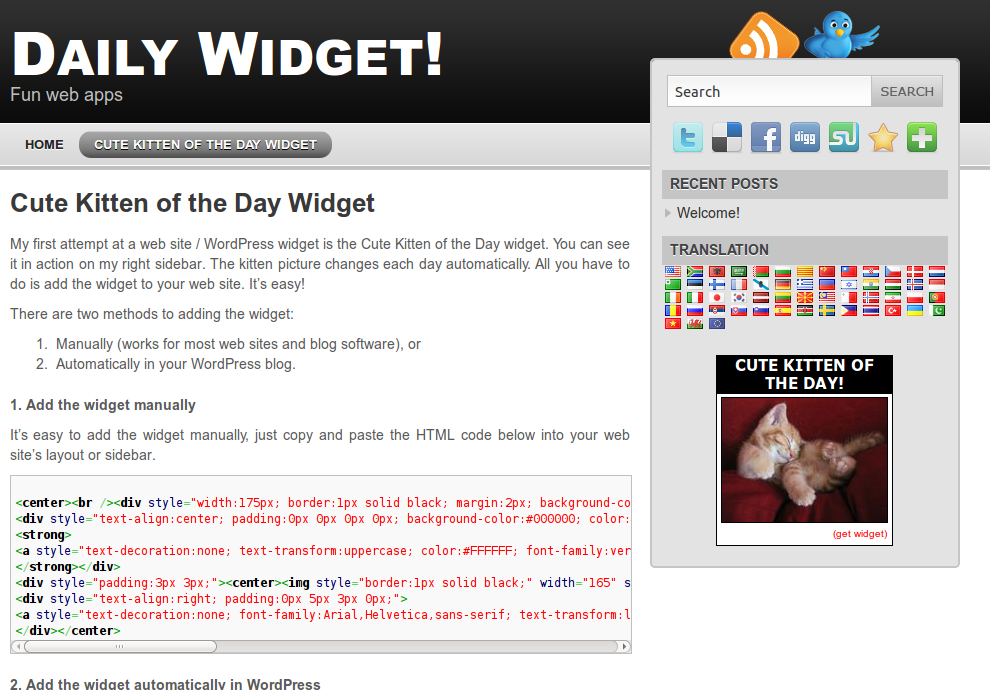 DAILY WIDGET!
Fun web apps
Search
SEARCH
HOME
CUTE KITTEN OF THE DAY WIDGET
digg
RECENT POSTS
Welcome!
TRANSLATION
CUTE KITTEN OF
THE DAY!
(get widget)
Cute Kitten of the Day Widget
My first attempt at a web site / WordPress widget is the Cute Kitten of the Day widget. You can see
it in action on my right sidebar. The kitten picture changes each day automatically. All you have to
do is add the widget to your web site. It's easy!
There are two methods to adding the widget:
1. Manually (works for most web sites and blog software), or
2. Automatically in your WordPress blog.
1. Add the widget manually
It's easy to add the widget manually, just copy and paste the HTML code below into your web
site's layout or sidebar.
<center><br /><div style="width:175px; border:1px solid black; margin:2px; background-co
<div style="text-align:center; padding:0px 0px 0px 0px; background-color:#000000; color:
<strong>
<a style="text-decoration:none; text-transform:uppercase; color:#FFFFFF; font-family:ver
</strong></div>
<div style="padding:3px 3px;"><center><img style="border:1px solid black;" width="165" s
<div style="text-align:right; padding:0px 5px 3px 0px;">
<a style="text-decoration:none; font-family:Arial,Helvetica,sans-serif; text-transform:l
</div></center>
2. Add the widget automatically in WordPress